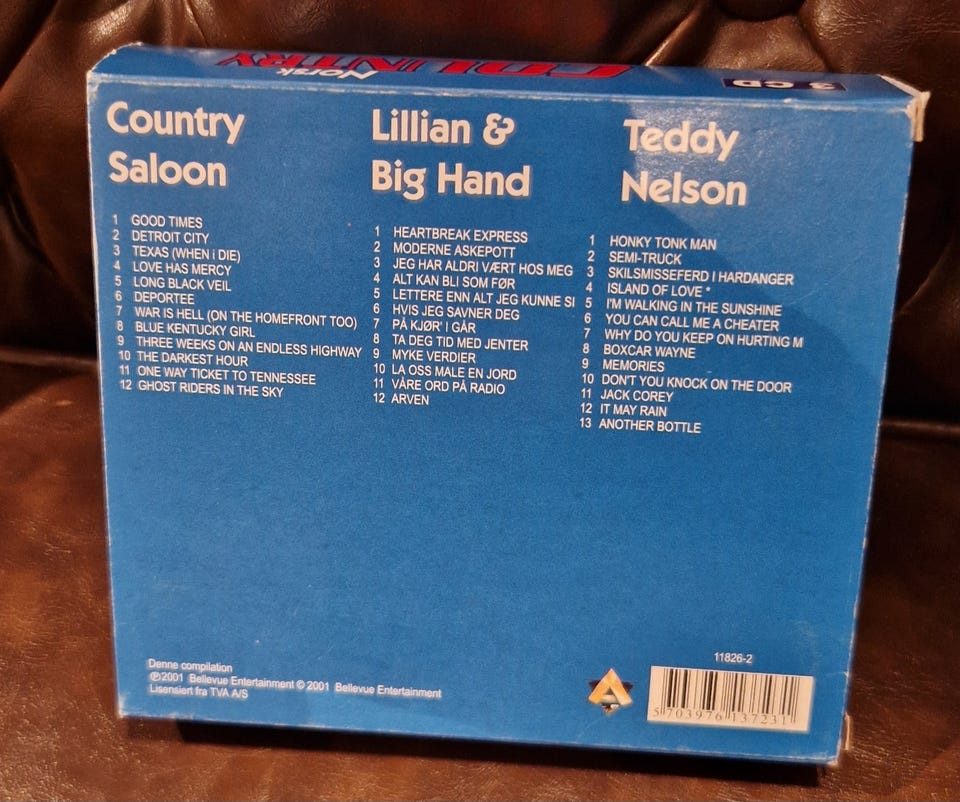 Norsk COUNTRY
3 CD
Country
Saloon
1 GOOD TIMES
2 DETROIT CITY
3 TEXAS (WHEN i DIE)
4 LOVE HAS MERCY
5 LONG BLACK VEIL
6 DEPORTEE
7 WAR IS HELL (ON THE HOMEFRONT TOO)
8 BLUE KENTUCKY GIRL
9 THREE WEEKS ON AN ENDLESS HIGHWAY
10 THE DARKEST HOUR
11 ONE WAY TICKET TO TENNESSEE
12 GHOST RIDERS IN THE SKY
Lillian &
Big Hand
1 HEARTBREAK EXPRESS
2 MODERNE ASKEPOTT
3 JEG HAR ALDRI VÆRT HOS MEG
4 ALT KAN BLI SOM FØR
5 LETTERE ENN ALT JEG KUNNE SI
6 HVIS JEG SAVNER DEG
7 PÅ KJØR' I GÅR
8 TA DEG TID MED JENTER
9 MYKE VERDIER
10 LA OSS MALE EN JORD
11 VÅRE ORD PÅ RADIO
12 ARVEN
Teddy
Nelson
1 HONKY TONK MAN
2 SEMI-TRUCK
3 SKILSMISSEFERD I HARDANGER
4 ISLAND OF LOVE *
5 I'M WALKING IN THE SUNSHINE
6 YOU CAN CALL ME A CHEATER
7 WHY DO YOU KEEP ON HURTING M
8 BOXCAR WAYNE
9 MEMORIES
10 DON'T YOU KNOCK ON THE DOOR
11 JACK COREY
12 IT MAY RAIN
13 ANOTHER BOTTLE
Denne compilation
℗2001 Bellevue Entertainment © 2001 Bellevue Entertainment
Lisensiert fra TVA A/S
11826-2
5 703976 137231